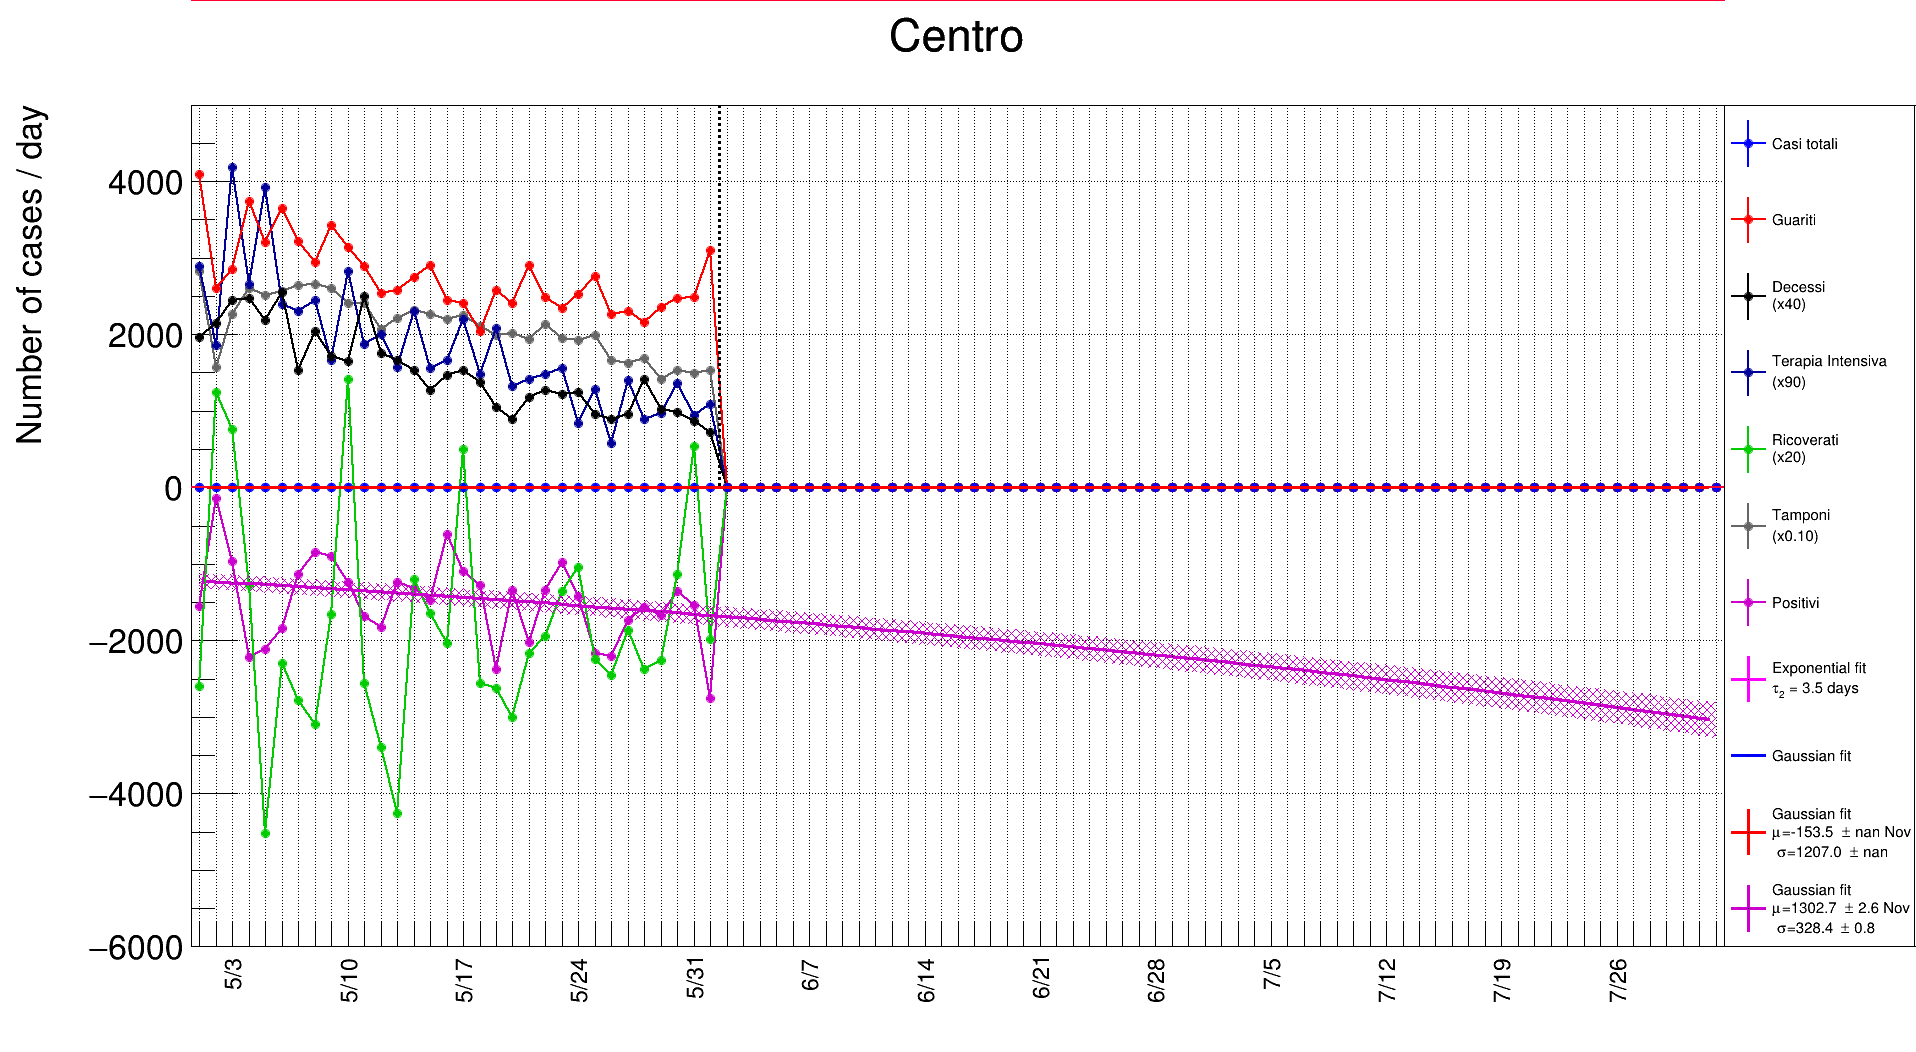 Centro
Number of cases / day
4000
2000
0
−2000
−4000
−6000
5/3
5/10
5/17
5/24
5/31
6/7
6/14
6/21
6/28
7/5
7/12
7/19
7/26
Casi totali
Guariti
Decessi
(x40)
Terapia Intensiva
(x90)
Ricoverati
(x20)
Tamponi
(x0.10)
Positivi
Exponential fit
τ2 = 3.5 days
Gaussian fit
Gaussian fit
μ=-153.5 ± nan Nov
σ=1207.0 ± nan
Gaussian fit
μ=1302.7 ± 2.6 Nov
σ=328.4 ± 0.8